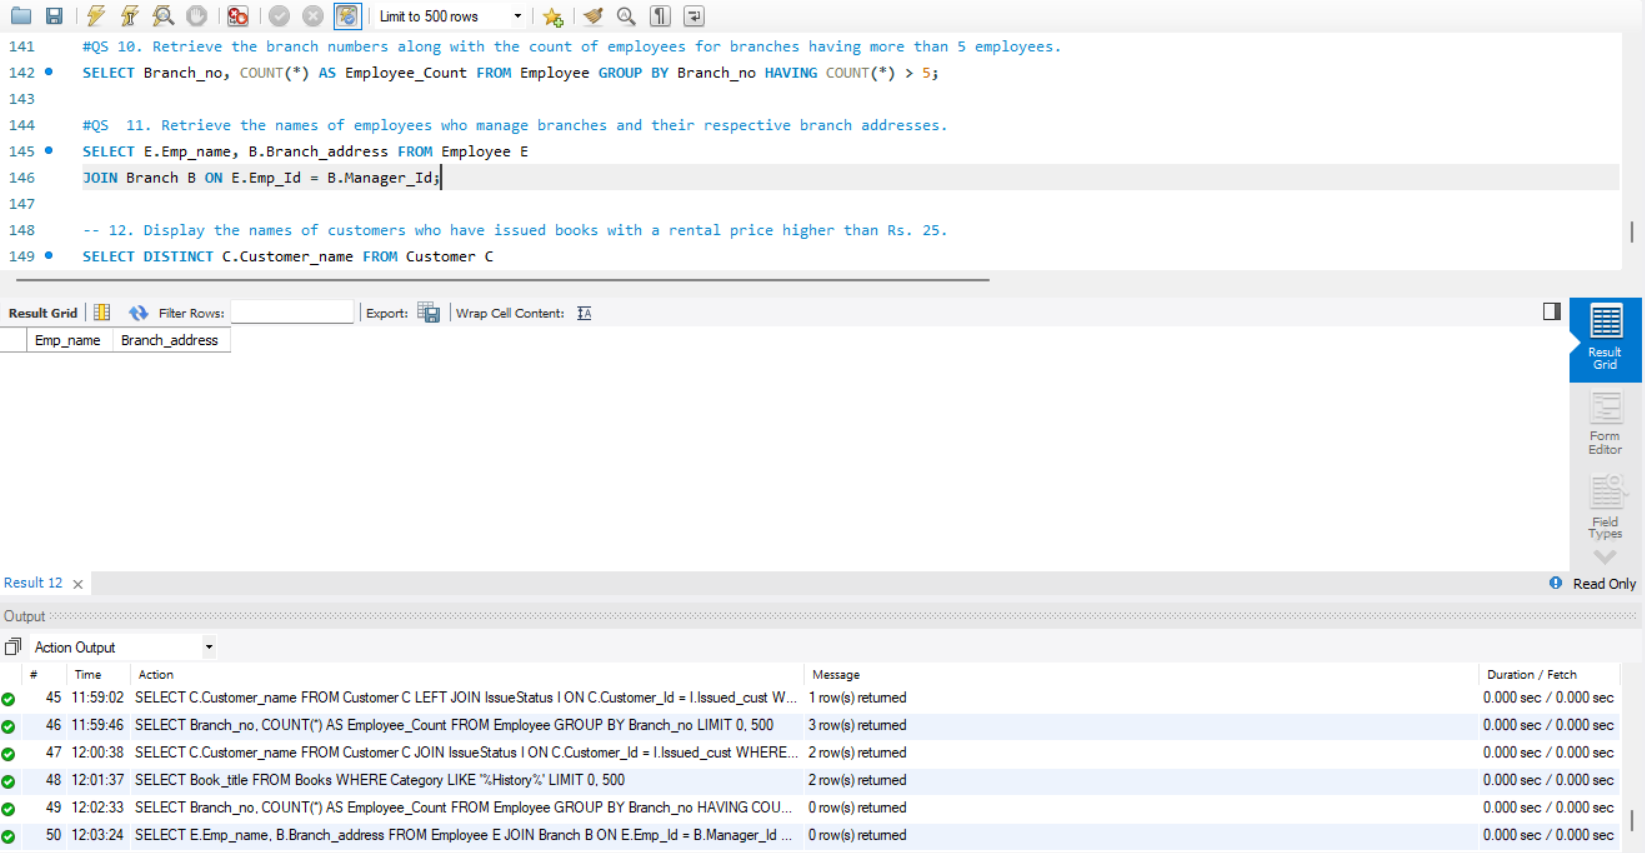 Limit to 500 rows
141 #QS 10. Retrieve the branch numbers along with the count of employees for branches having more than 5 employees.
142 SELECT Branch_no, COUNT(*) AS Employee_Count FROM Employee GROUP BY Branch_no HAVING COUNT(*) > 5;
143
144 #QS  11. Retrieve the names of employees who manage branches and their respective branch addresses.
145 SELECT E.Emp_name, B.Branch_address FROM Employee E
146 JOIN Branch B ON E.Emp_Id = B.Manager_Id;
147
148 -- 12. Display the names of customers who have issued books with a rental price higher than Rs. 25.
149 SELECT DISTINCT C.Customer_name FROM Customer C
Result Grid Filter Rows: Export: Wrap Cell Content:
Emp_name Branch_address
Result
Grid
Form
Editor
Field
Types
Result 12 Read Only
Output
Action Output
# Time Action Message Duration / Fetch
45 11:59:02 SELECT C.Customer_name FROM Customer C LEFT JOIN IssueStatus I ON C.Customer_Id = I.Issued_cust W... 1 row(s) returned 0.000 sec / 0.000 sec
46 11:59:46 SELECT Branch_no, COUNT(*) AS Employee_Count FROM Employee GROUP BY Branch_no LIMIT 0, 500 3 row(s) returned 0.000 sec / 0.000 sec
47 12:00:38 SELECT C.Customer_name FROM Customer C JOIN IssueStatus I ON C.Customer_Id = I.Issued_cust WHERE... 2 row(s) returned 0.000 sec / 0.000 sec
48 12:01:37 SELECT Book_title FROM Books WHERE Category LIKE '%History%' LIMIT 0, 500 2 row(s) returned 0.000 sec / 0.000 sec
49 12:02:33 SELECT Branch_no, COUNT(*) AS Employee_Count FROM Employee GROUP BY Branch_no HAVING COU... 0 row(s) returned 0.000 sec / 0.000 sec
50 12:03:24 SELECT E.Emp_name, B.Branch_address FROM Employee E JOIN Branch B ON E.Emp_Id = B.Manager_Id ... 0 row(s) returned 0.000 sec / 0.000 sec